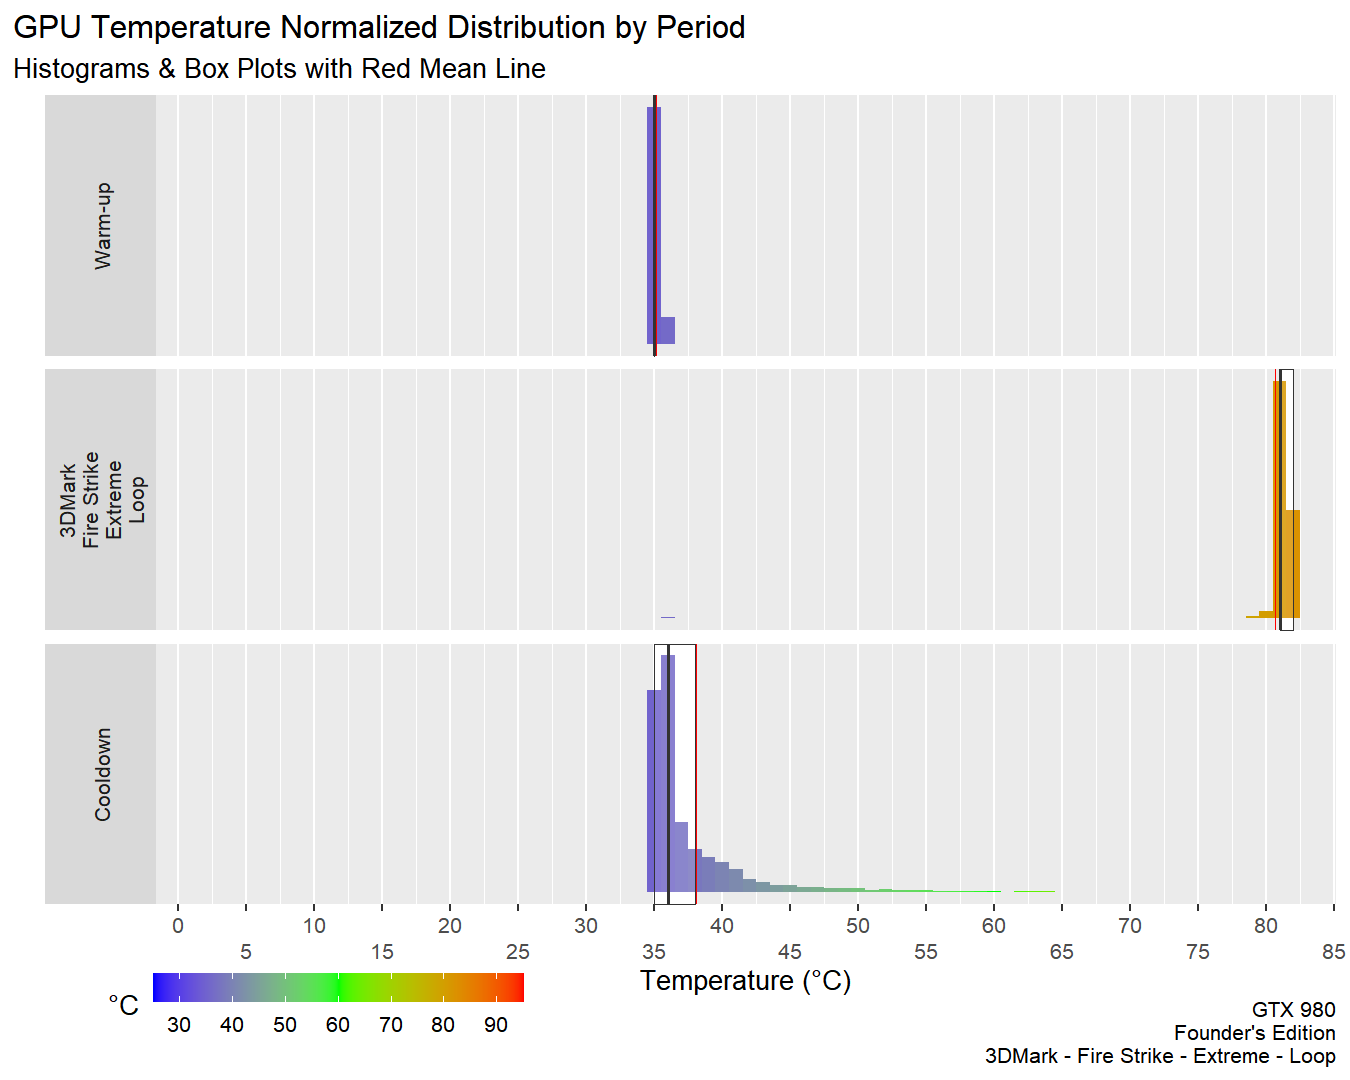 GPU Temperature Normalized Distribution by Period
Histograms & Box Plots with Red Mean Line
Warm-up
3DMark
Fire Strike
Extreme
Loop
Cooldown
0 10 20 30 40 50 60 70 80
5 15 25 35 45 55 65 75 85
Temperature (°C)
°C
30 40 50 60 70 80 90
GTX 980
Founder's Edition
3DMark - Fire Strike - Extreme - Loop